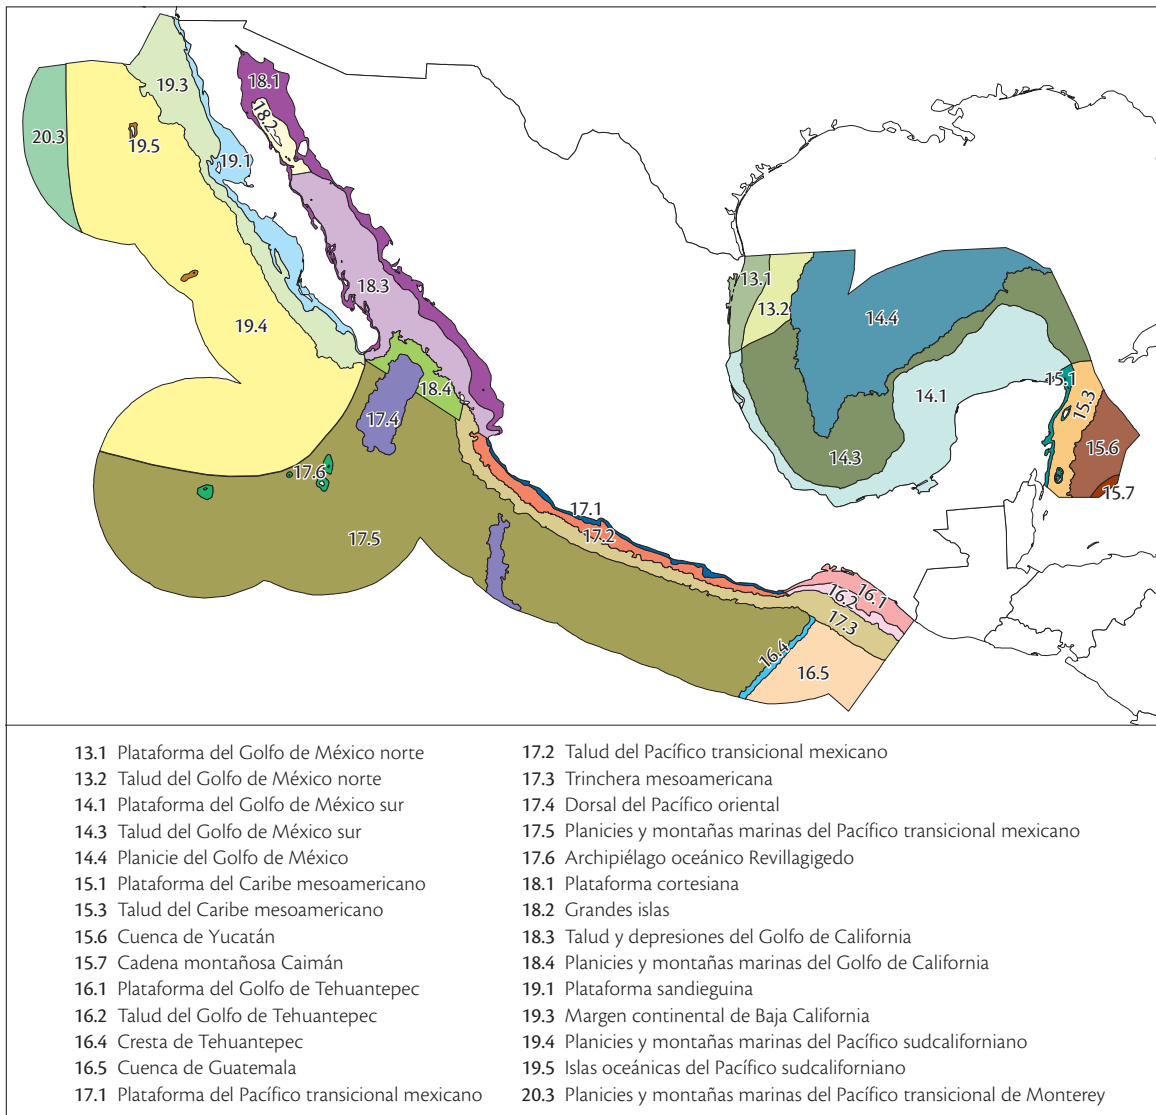 18.1
19.3
18.2
20.3
19.5
19.1
13.1
18.3
13.2
19.4
14.4
15.1
18.4
14.1
15.3
17.4
15.6
14.3
17.6
15.7
17.1
17.2
17.5
16.1
16.2
17.3
16.4
16.5
13.1 Plataforma del Golfo de México norte
13.2 Talud del Golfo de México norte
14.1 Plataforma del Golfo de México sur
14.3 Talud del Golfo de México sur
14.4 Planicie del Golfo de México
15.1 Plataforma del Caribe mesoamericano
15.3 Talud del Caribe mesoamericano
15.6 Cuenca de Yucatán
15.7 Cadena montañosa Caimán
16.1 Plataforma del Golfo de Tehuantepec
16.2 Talud del Golfo de Tehuantepec
16.4 Cresta de Tehuantepec
16.5 Cuenca de Guatemala
17.1 Plataforma del Pacífico transicional mexicano
17.2 Talud del Pacífico transicional mexicano
17.3 Trinchera mesoamericana
17.4 Dorsal del Pacífico oriental
17.5 Planicies y montañas marinas del Pacífico transicional mexicano
17.6 Archipiélago oceánico Revillagigedo
18.1 Plataforma cortesiana
18.2 Grandes islas
18.3 Talud y depresiones del Golfo de California
18.4 Planicies y montañas marinas del Golfo de California
19.1 Plataforma sandieguina
19.3 Margen continental de Baja California
19.4 Planicies y montañas marinas del Pacífico sudcaliforniano
19.5 Islas oceánicas del Pacífico sudcaliforniano
20.3 Planicies y montañas marinas del Pacífico transicional de Monterey